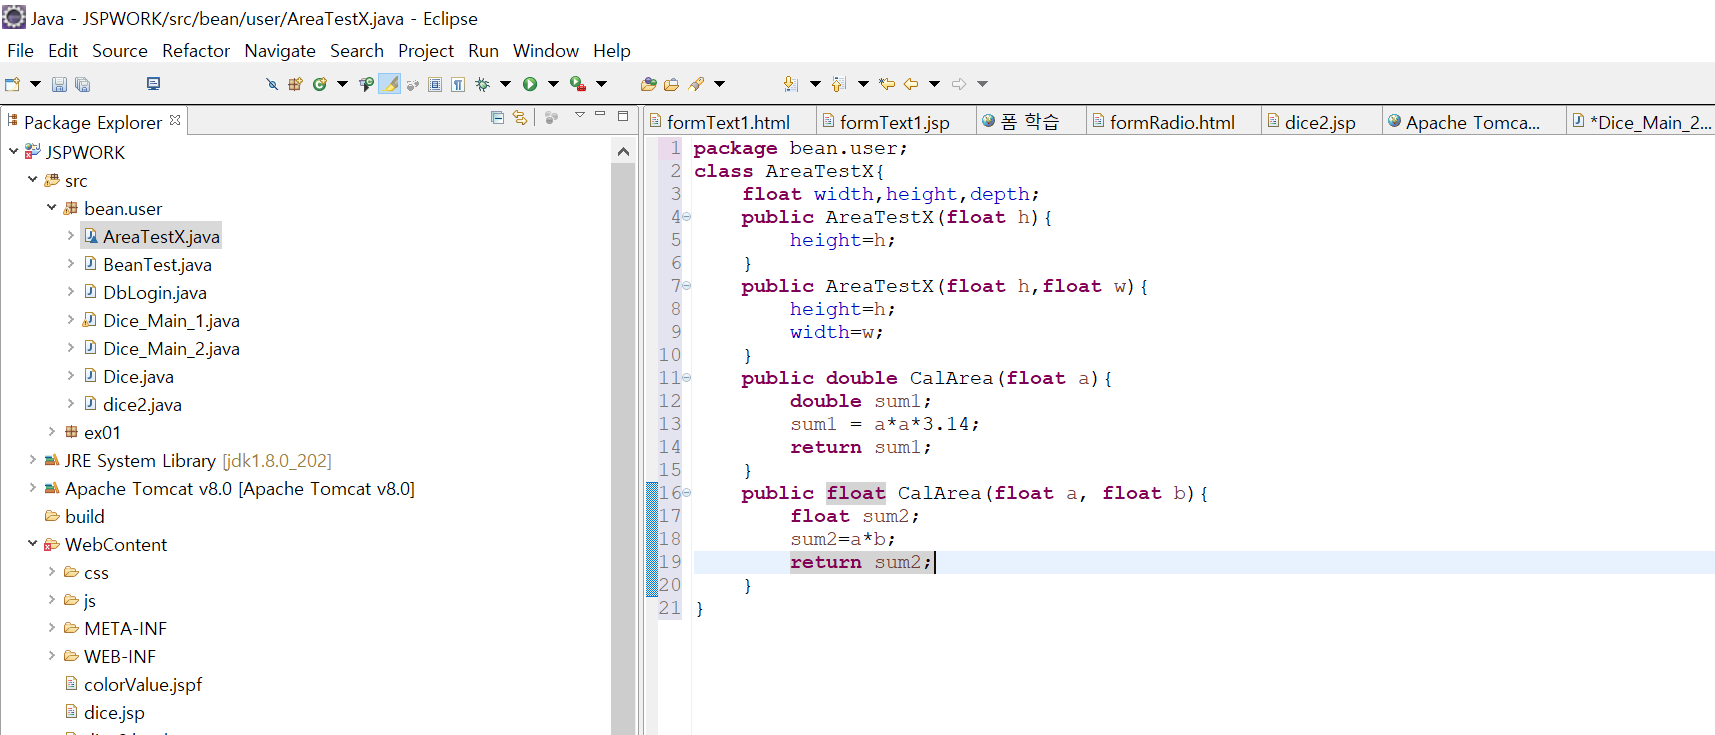 Java - JSPWORK/src/bean/user/AreaTestX.java - Eclipse
File Edit Source Refactor Navigate Search Project Run Window Help
Package Explorer
JSPWORK
src
bean.user
AreaTestX.java
BeanTest.java
DbLogin.java
Dice_Main_1.java
Dice_Main_2.java
Dice.java
dice2.java
ex01
JRE System Library [jdk1.8.0_202]
Apache Tomcat v8.0 [Apache Tomcat v8.0]
build
WebContent
css
js
META-INF
WEB-INF
colorValue.jspf
dice.jsp
formText1.html formText1.jsp 폼 학습 formRadio.html dice2.jsp Apache Tomca... *Dice_Main_2...
1 package bean.user;
2 class AreaTestX{
3 float width,height,depth;
4 public AreaTestX(float h){
5 height=h;
6 }
7 public AreaTestX(float h,float w){
8 height=h;
9 width=w;
10 }
11 public double CalArea(float a){
12 double sum1;
13 sum1 = a*a*3.14;
14 return sum1;
15 }
16 public float CalArea(float a, float b){
17 float sum2;
18 sum2=a*b;
19 return sum2;
20 }
21 }